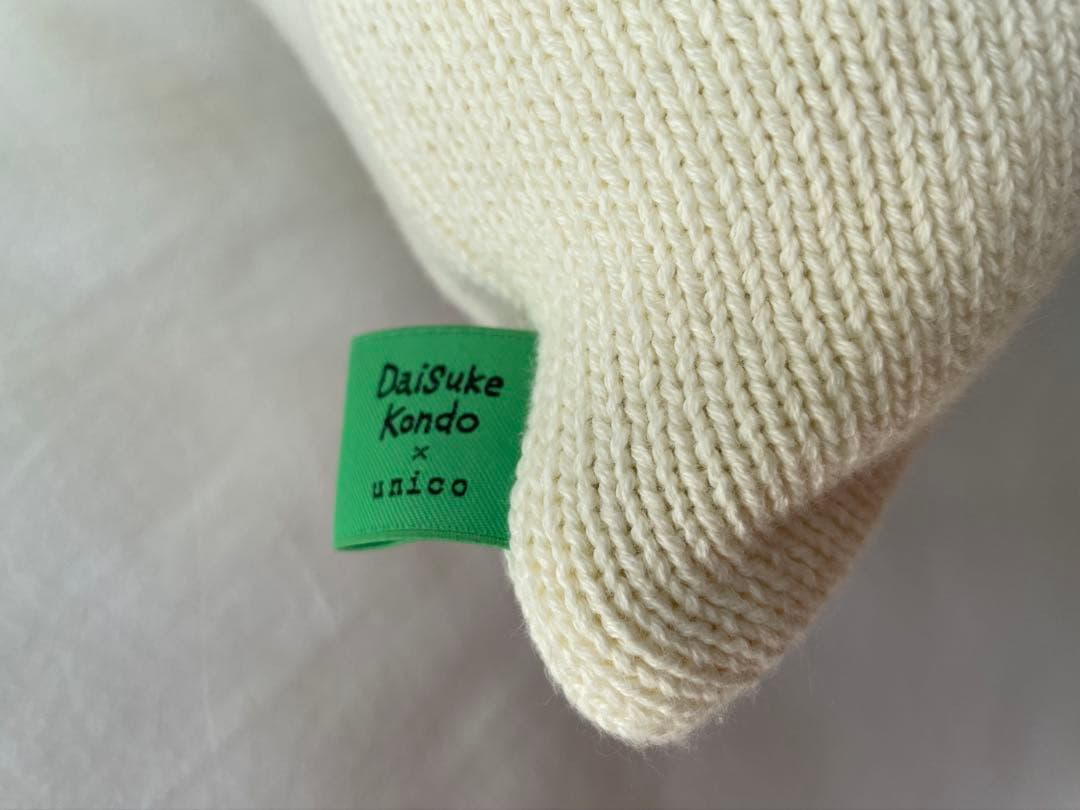 Daisuke
Kondo
×
unico